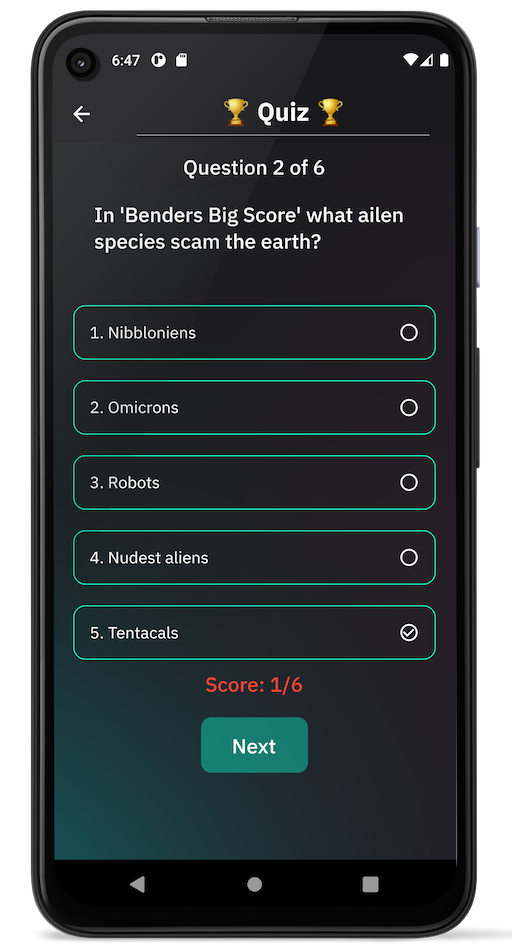 6:47
Quiz
Question 2 of 6
In 'Benders Big Score' what ailen
species scam the earth?
1. Nibbloniens
2. Omicrons
3. Robots
4. Nudest aliens
5. Tentacals
Score: 1/6
Next